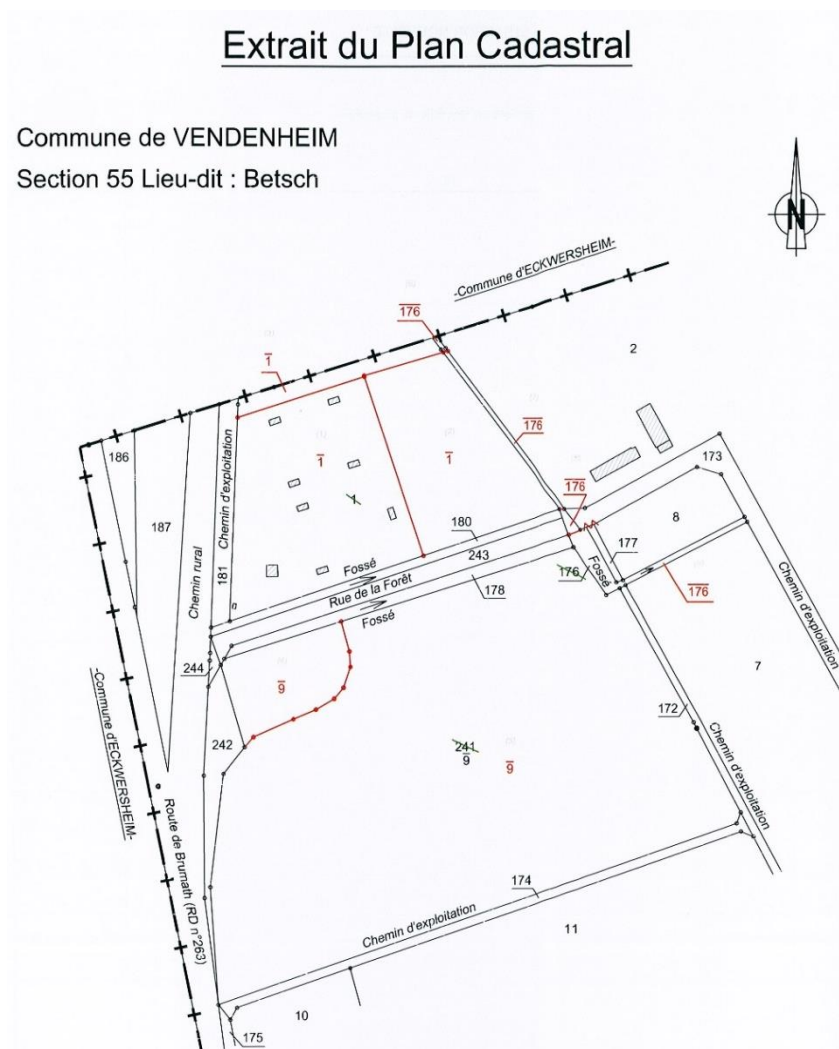 Extrait du Plan Cadastral
Commune de VENDENHEIM
Section 55 Lieu-dit : Betsch
N
-Commune d'ECKWERSHEIM-
176
1
2
176
186
187
Chemin rural
181
Chemin d'exploitation
1
1
1
176
173
8
180
243
Fossé
Rue de la Forêt
178
Fossé
176
Fossé
177
176
Chemin d'exploitation
7
244
9
242
-Commune d'ECKWERSHEIM-
241
9
9
172
Chemin d'exploitation
Route de Brumath (RD n°263)
174
Chemin d'exploitation
11
10
175